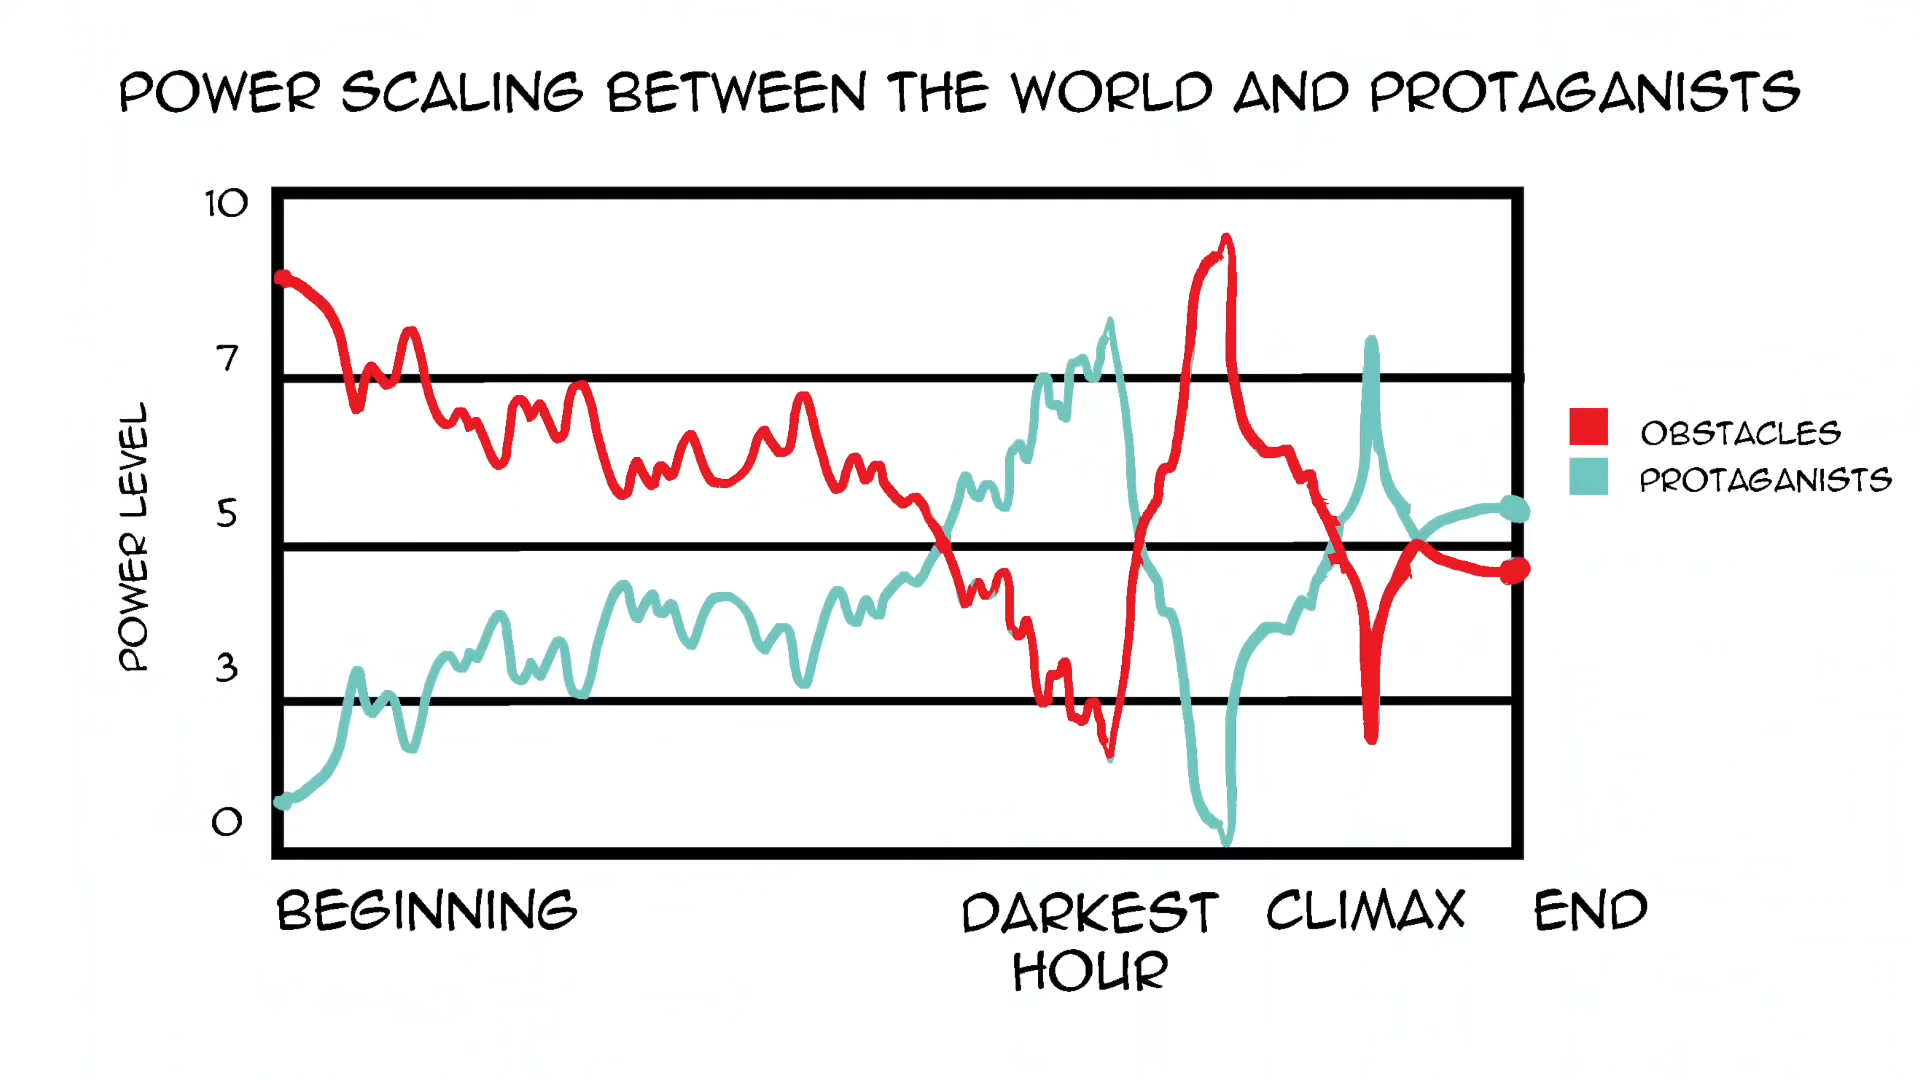 POWER SCALING BETWEEN THE WORLD AND PROTAGANISTS
10
7
5
3
0
POWER LEVEL
OBSTACLES
PROTAGANISTS
BEGINNING
DARKEST
HOUR
CLIMAX
END